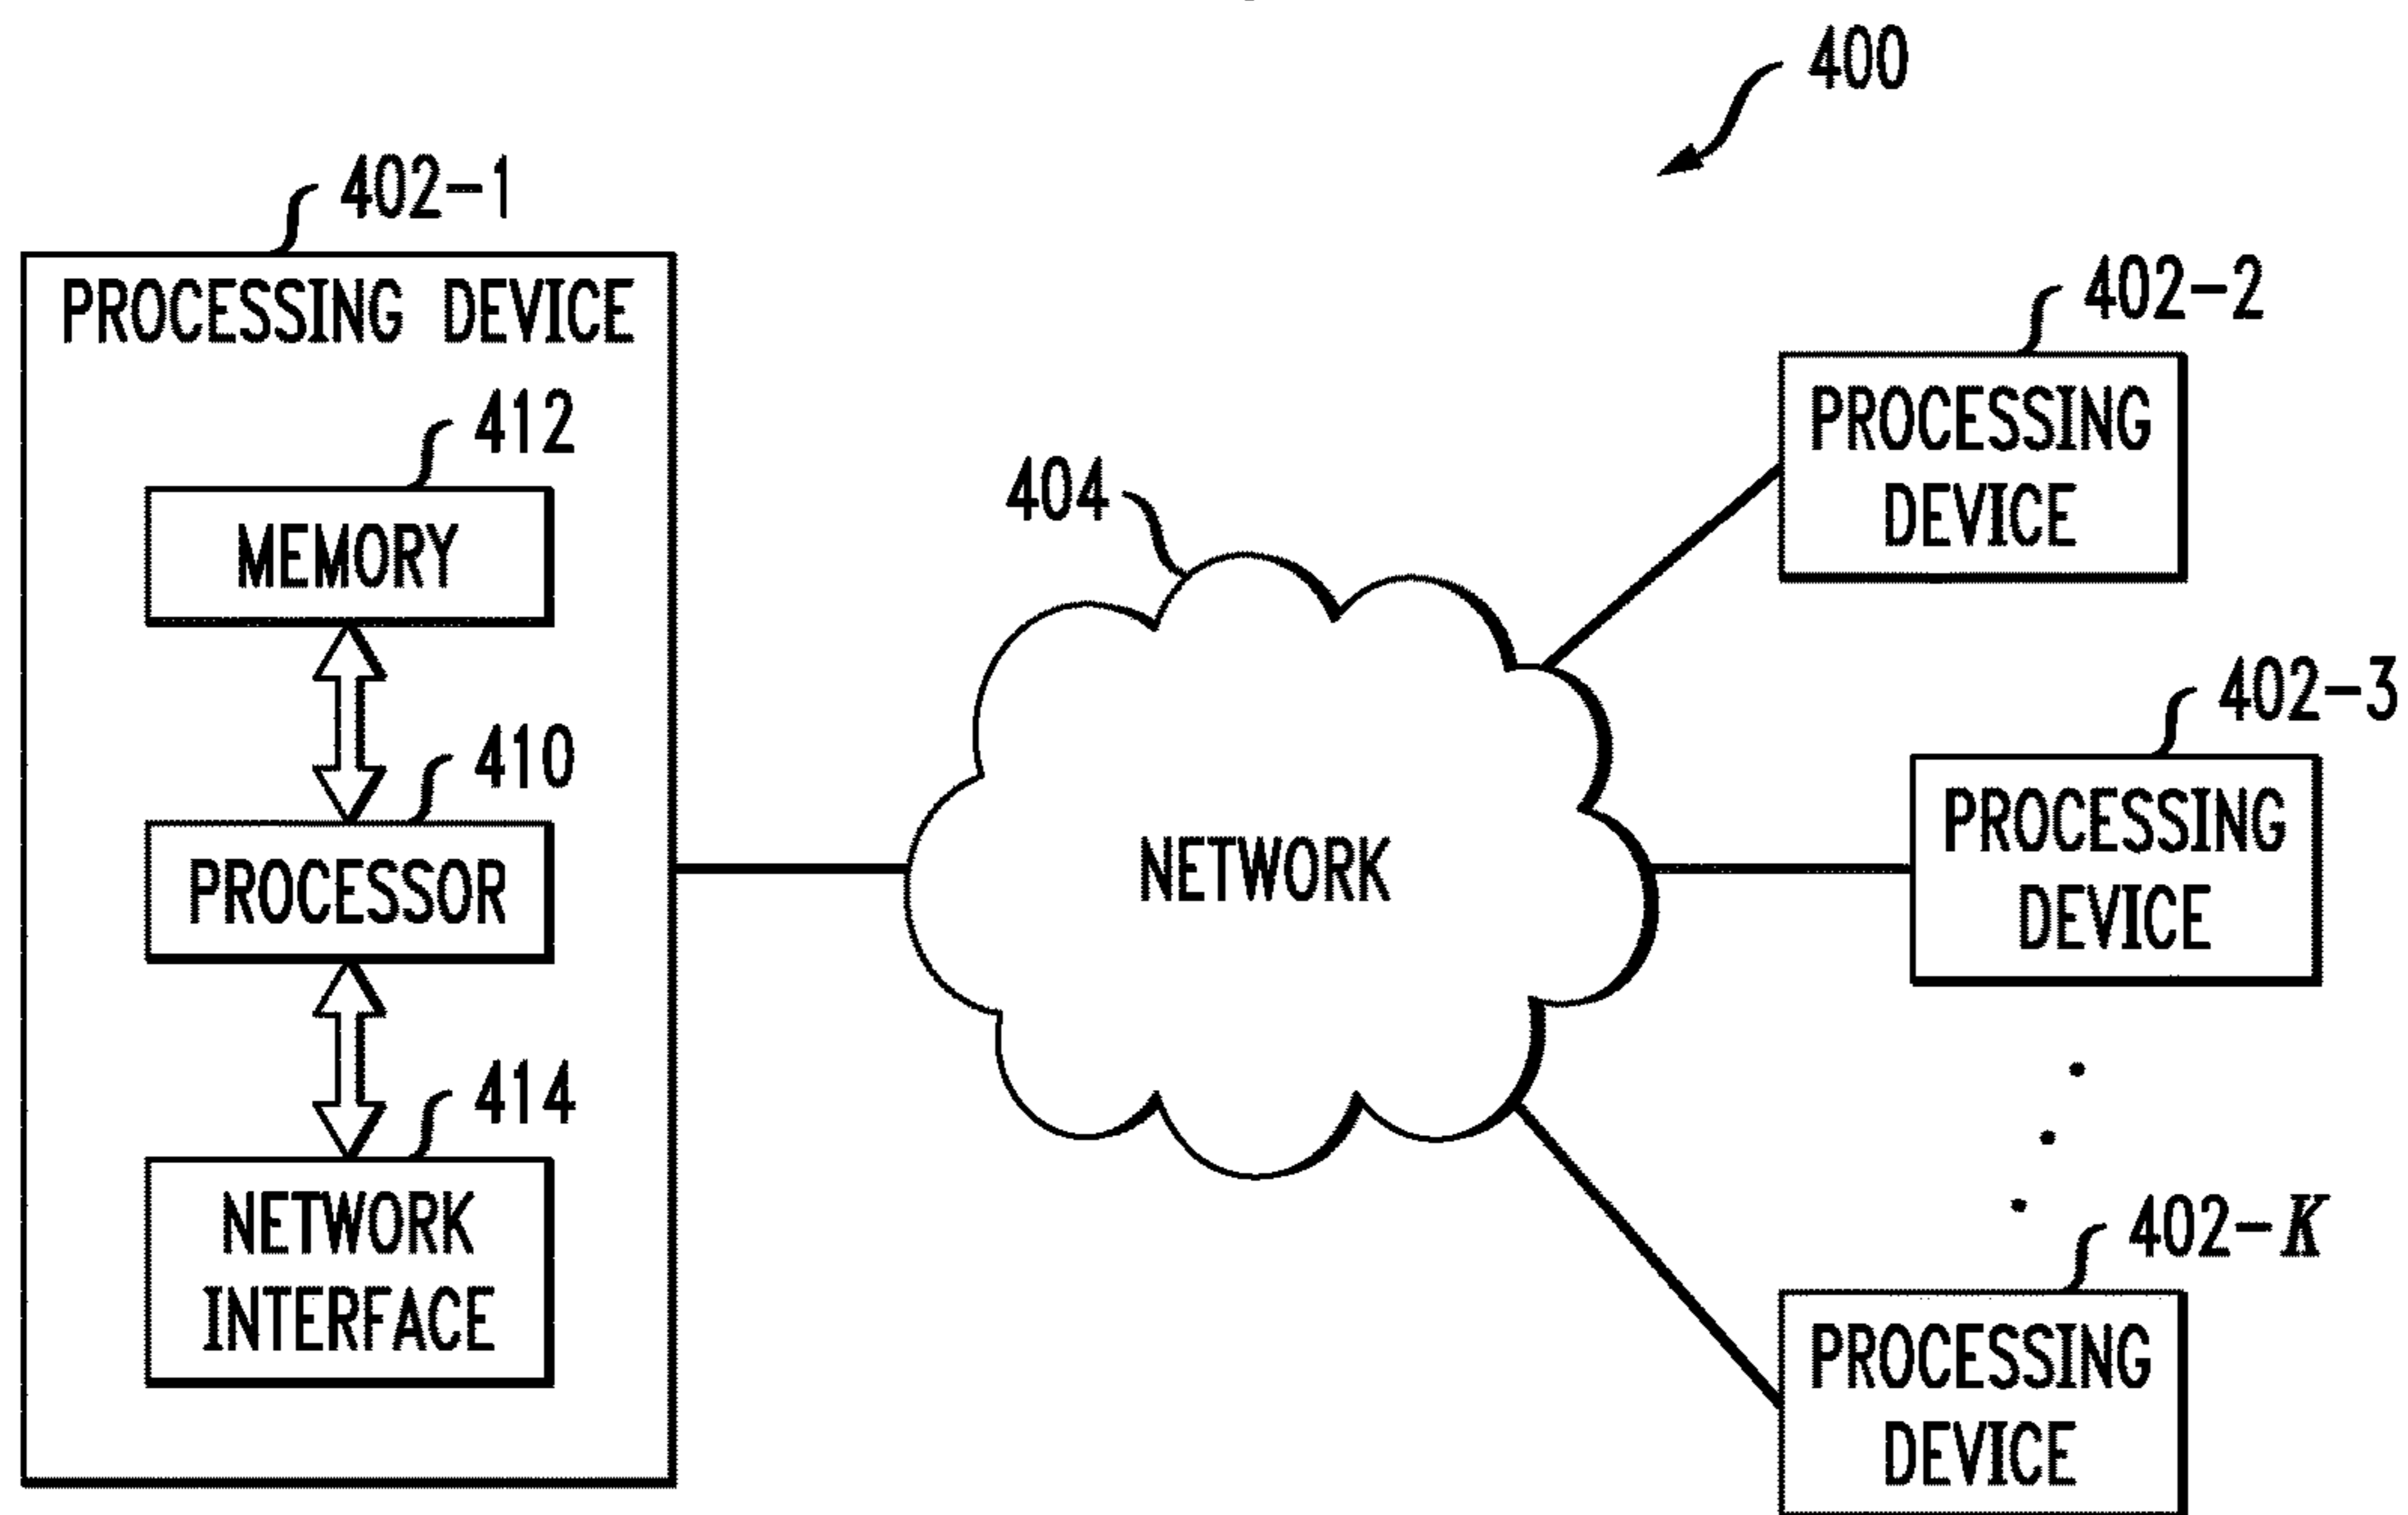 400
402-1
PROCESSING DEVICE
412
MEMORY
410
PROCESSOR
414
NETWORK
INTERFACE
404
NETWORK
402-2
PROCESSING
DEVICE
402-3
PROCESSING
DEVICE
402-K
PROCESSING
DEVICE